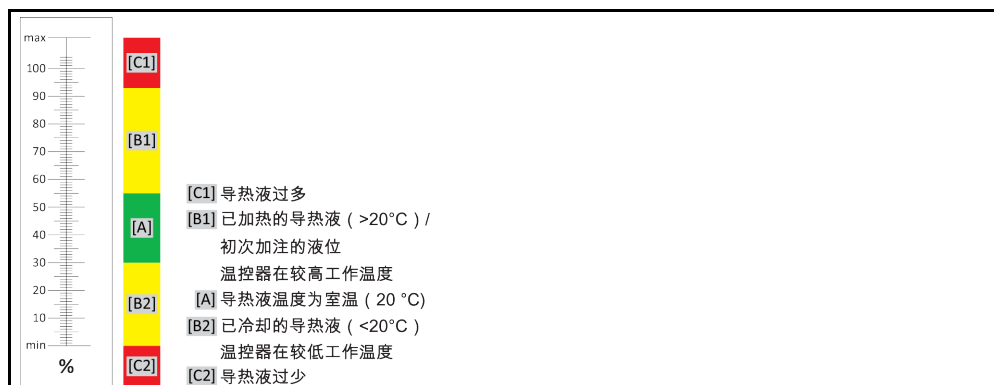 max
100
90
80
70
60
50
40
30
20
10
min
%
[C1]
[B1]
[A]
[B2]
[C2]
[C1] 导热液过多
[B1] 已加热的导热液（>20°C）/
初次加注的液位
温控器在较高工作温度
[A] 导热液温度为室温（20 °C)
[B2] 已冷却的导热液（<20°C）
温控器在较低工作温度
[C2] 导热液过少